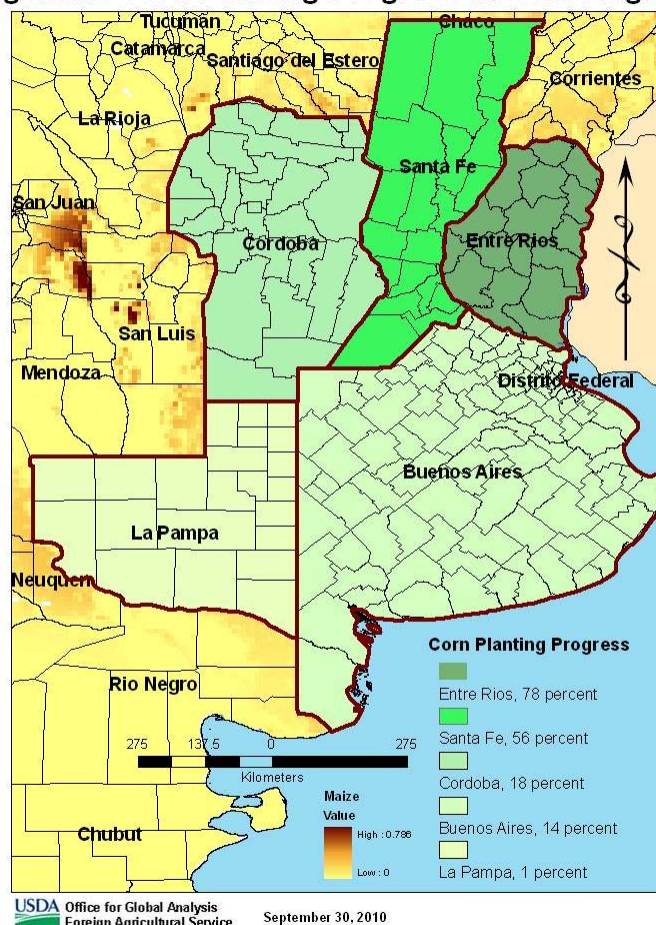 Tucuman
Chaco
Catamarca
Santiago del Estero
Corrientes
La Rioja
Santa Fe
San Juan
Cordoba
Entre Rios
San Luis
Mendoza
Distrito Federal
Buenos Aires
La Pampa
Neuquen
Rio Negro
Chubut
275 137.5 0 275
Kilometers
Maize
Value
High : 0.786
Low : 0
Corn Planting Progress
Entre Rios, 78 percent
Santa Fe, 56 percent
Cordoba, 18 percent
Buenos Aires, 14 percent
La Pampa, 1 percent
USDA Office for Global Analysis
Foreign Agricultural Service
September 30, 2010